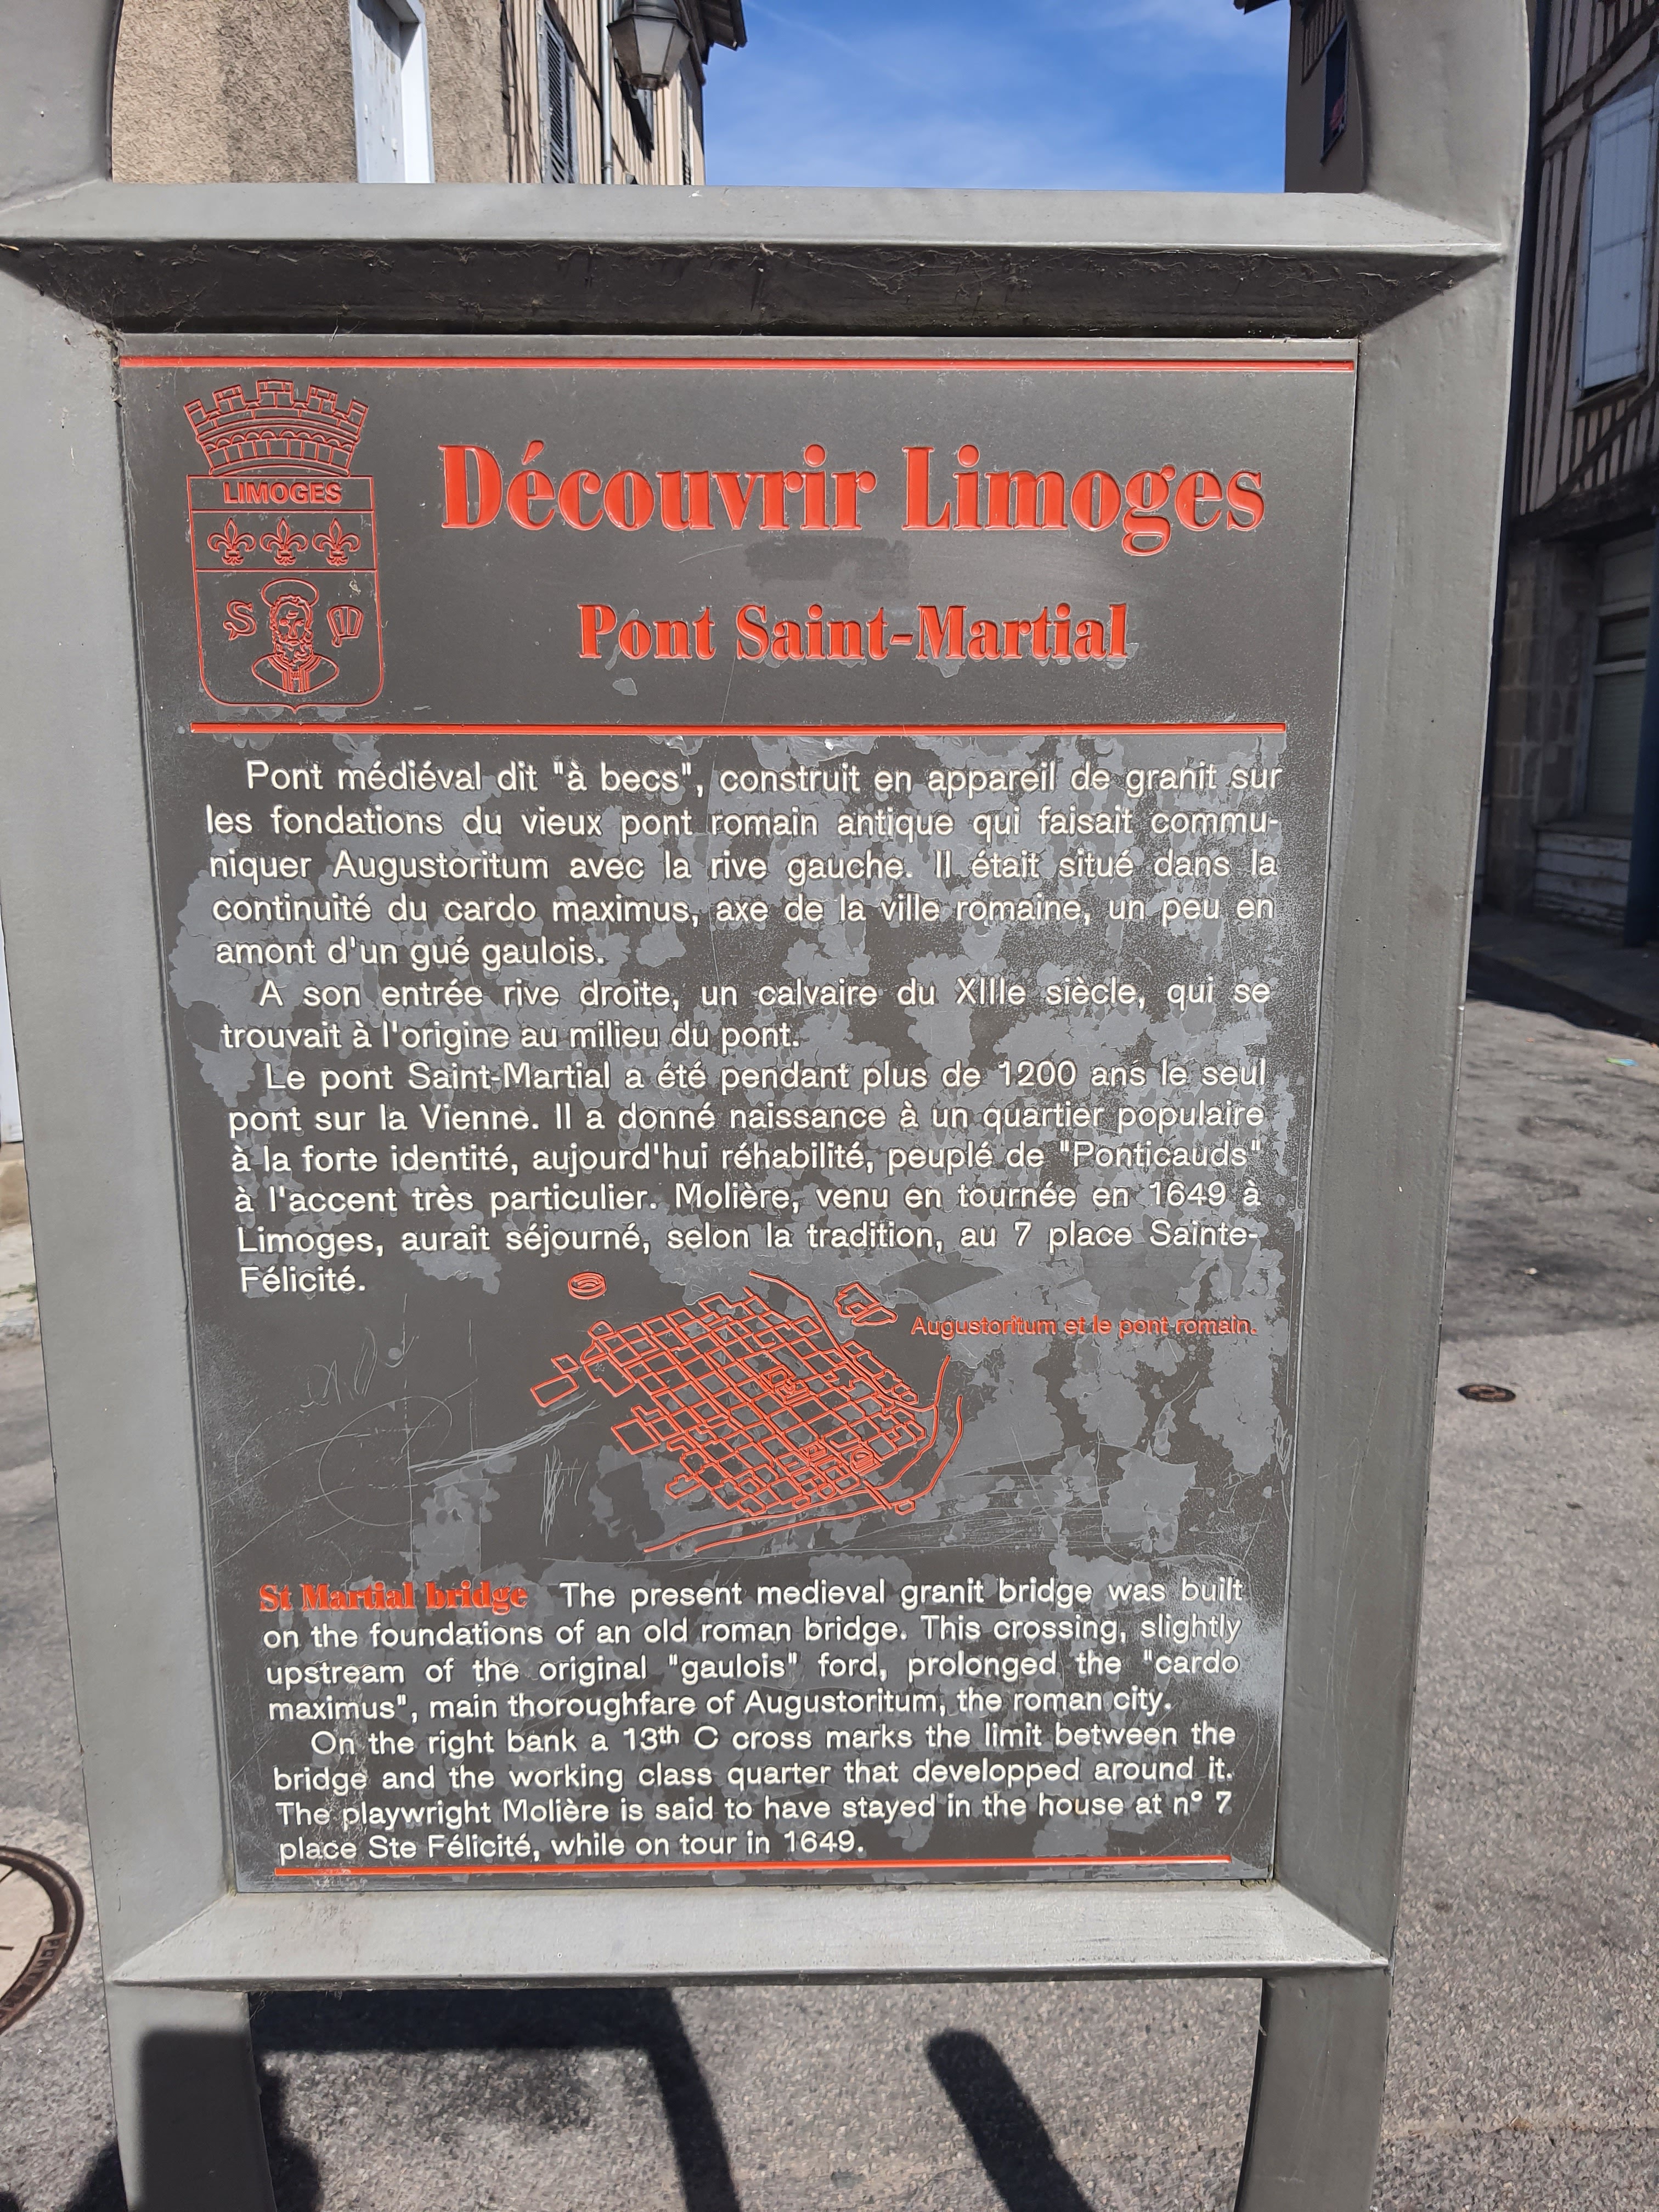 LIMOGES
S M
Découvrir Limoges
Pont Saint-Martial
Pont médiéval dit "à becs", construit en appareil de granit sur
les fondations du vieux pont romain antique qui faisait commu-
niquer Augustoritum avec la rive gauche. Il était situé dans la
continuité du cardo maximus, axe de la ville romaine, un peu en
amont d'un gué gaulois.
A son entrée rive droite, un calvaire du XIIIe siècle, qui se
trouvait à l'origine au milieu du pont.
Le pont Saint-Martial a été pendant plus de 1200 ans le seul
pont sur la Vienne. Il a donné naissance à un quartier populaire
à la forte identité, aujourd'hui réhabilité, peuplé de "Ponticauds"
à l'accent très particulier. Molière, venu en tournée en 1649 à
Limoges, aurait séjourné, selon la tradition, au 7 place Sainte-
Félicité.
Augustoritum et le pont romain.
St Martial bridge The present medieval granit bridge was built
on the foundations of an old roman bridge. This crossing, slightly
upstream of the original "gaulois" ford, prolonged the "cardo
maximus", main thoroughfare of Augustoritum, the roman city.
On the right bank a 13th C cross marks the limit between the
bridge and the working class quarter that developped around it.
The playwright Molière is said to have stayed in the house at n° 7
place Ste Félicité, while on tour in 1649.